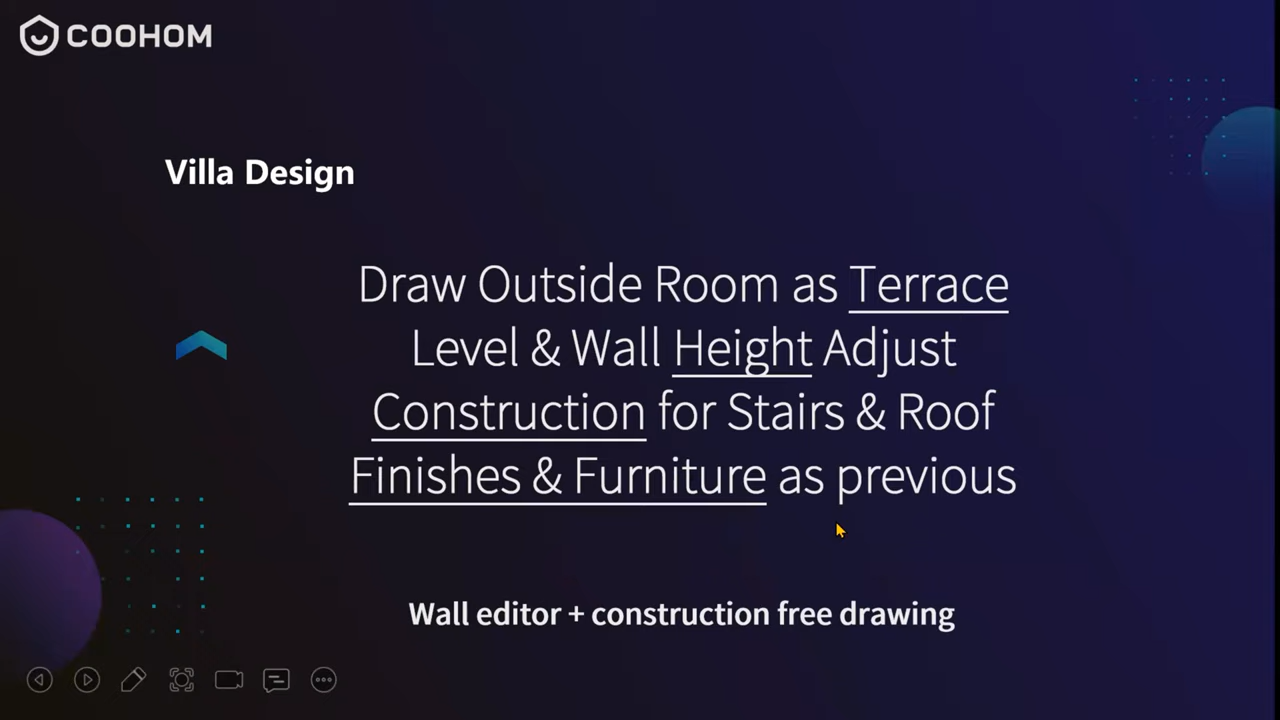 COOHOM
Villa Design
Draw Outside Room as Terrace
Level & Wall Height Adjust
Construction for Stairs & Roof
Finishes & Furniture as previous
Wall editor + construction free drawing